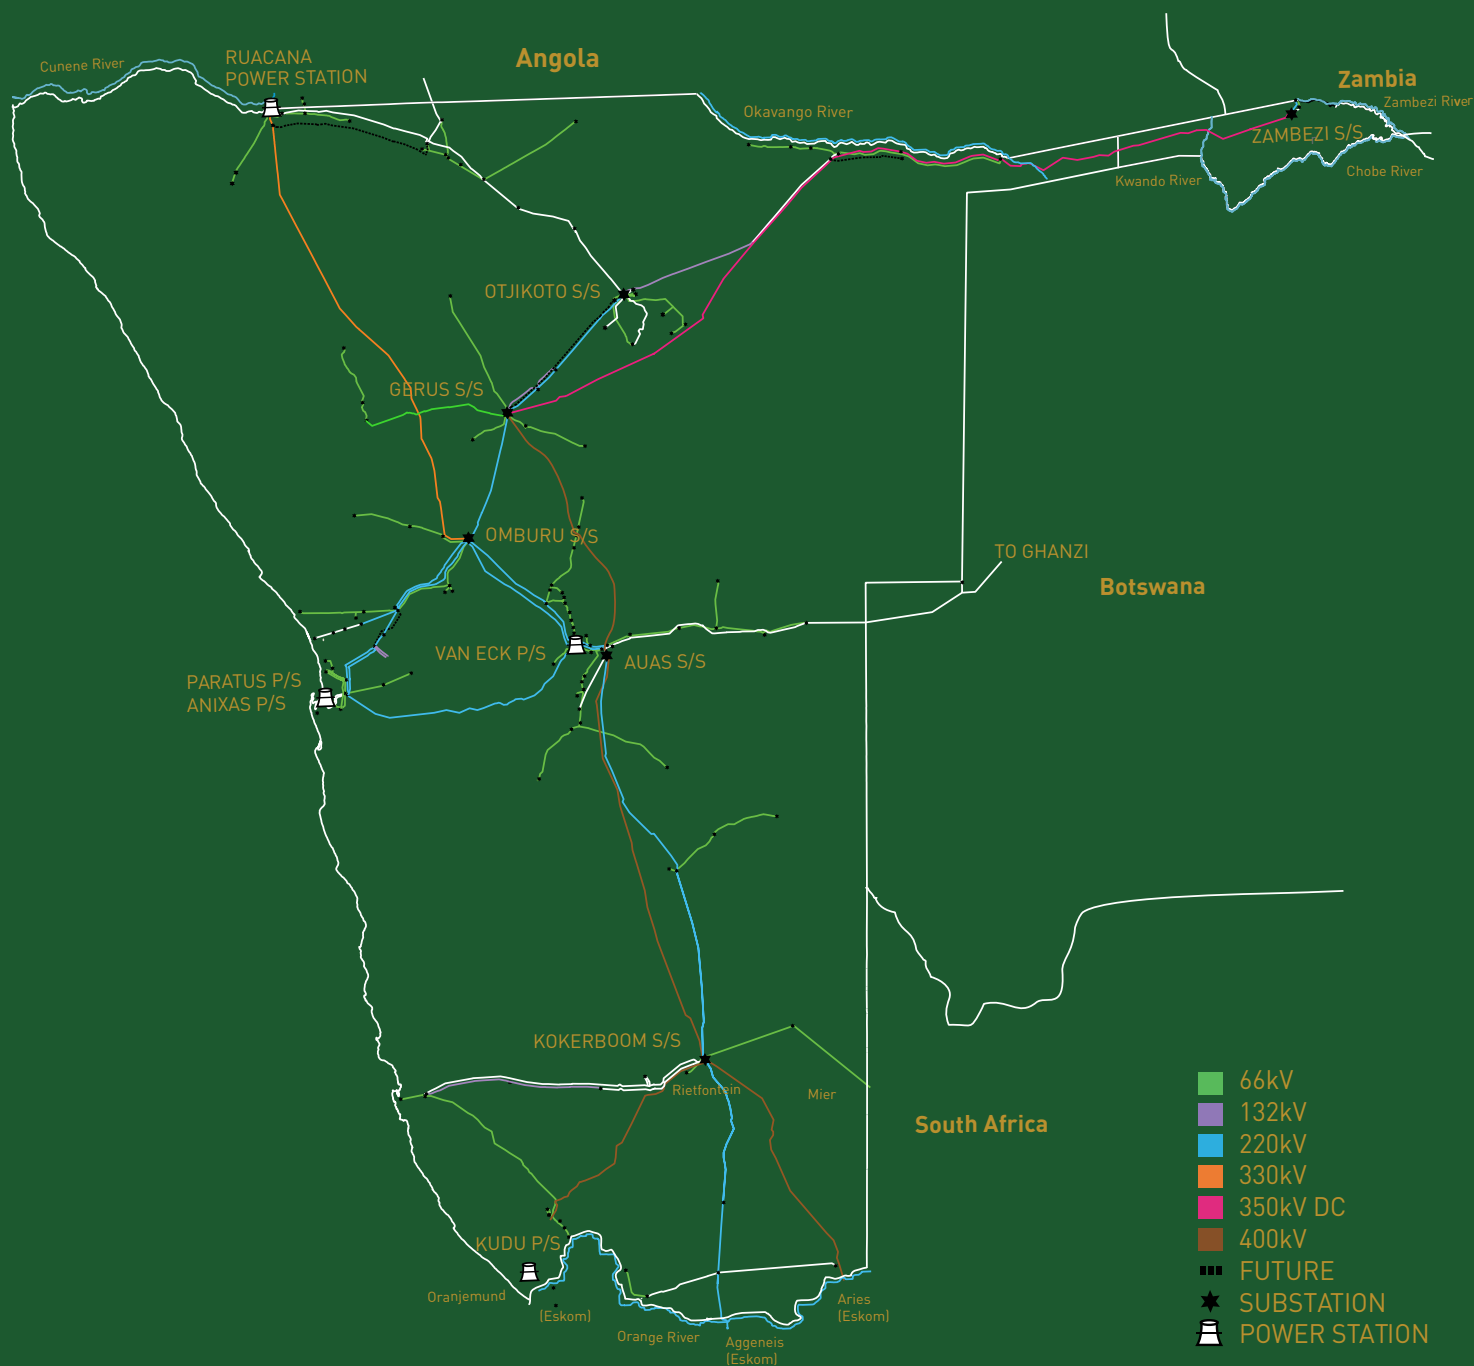 Cunene River
RUACANA
POWER STATION
Angola
Okavango River
Zambia
Zambezi River
ZAMBEZI S/S
Kwando River
Chobe River
OTJIKOTO S/S
GERUS S/S
OMBURU S/S
TO GHANZI
Botswana
VAN ECK P/S
AUAS S/S
PARATUS P/S
ANIXAS P/S
KOKERBOOM S/S
Rietfontein
Mier
South Africa
KUDU P/S
Oranjemund
(Eskom)
Orange River
Aggeneis
(Eskom)
Aries
(Eskom)
66kV
132kV
220kV
330kV
350kV DC
400kV
FUTURE
SUBSTATION
POWER STATION